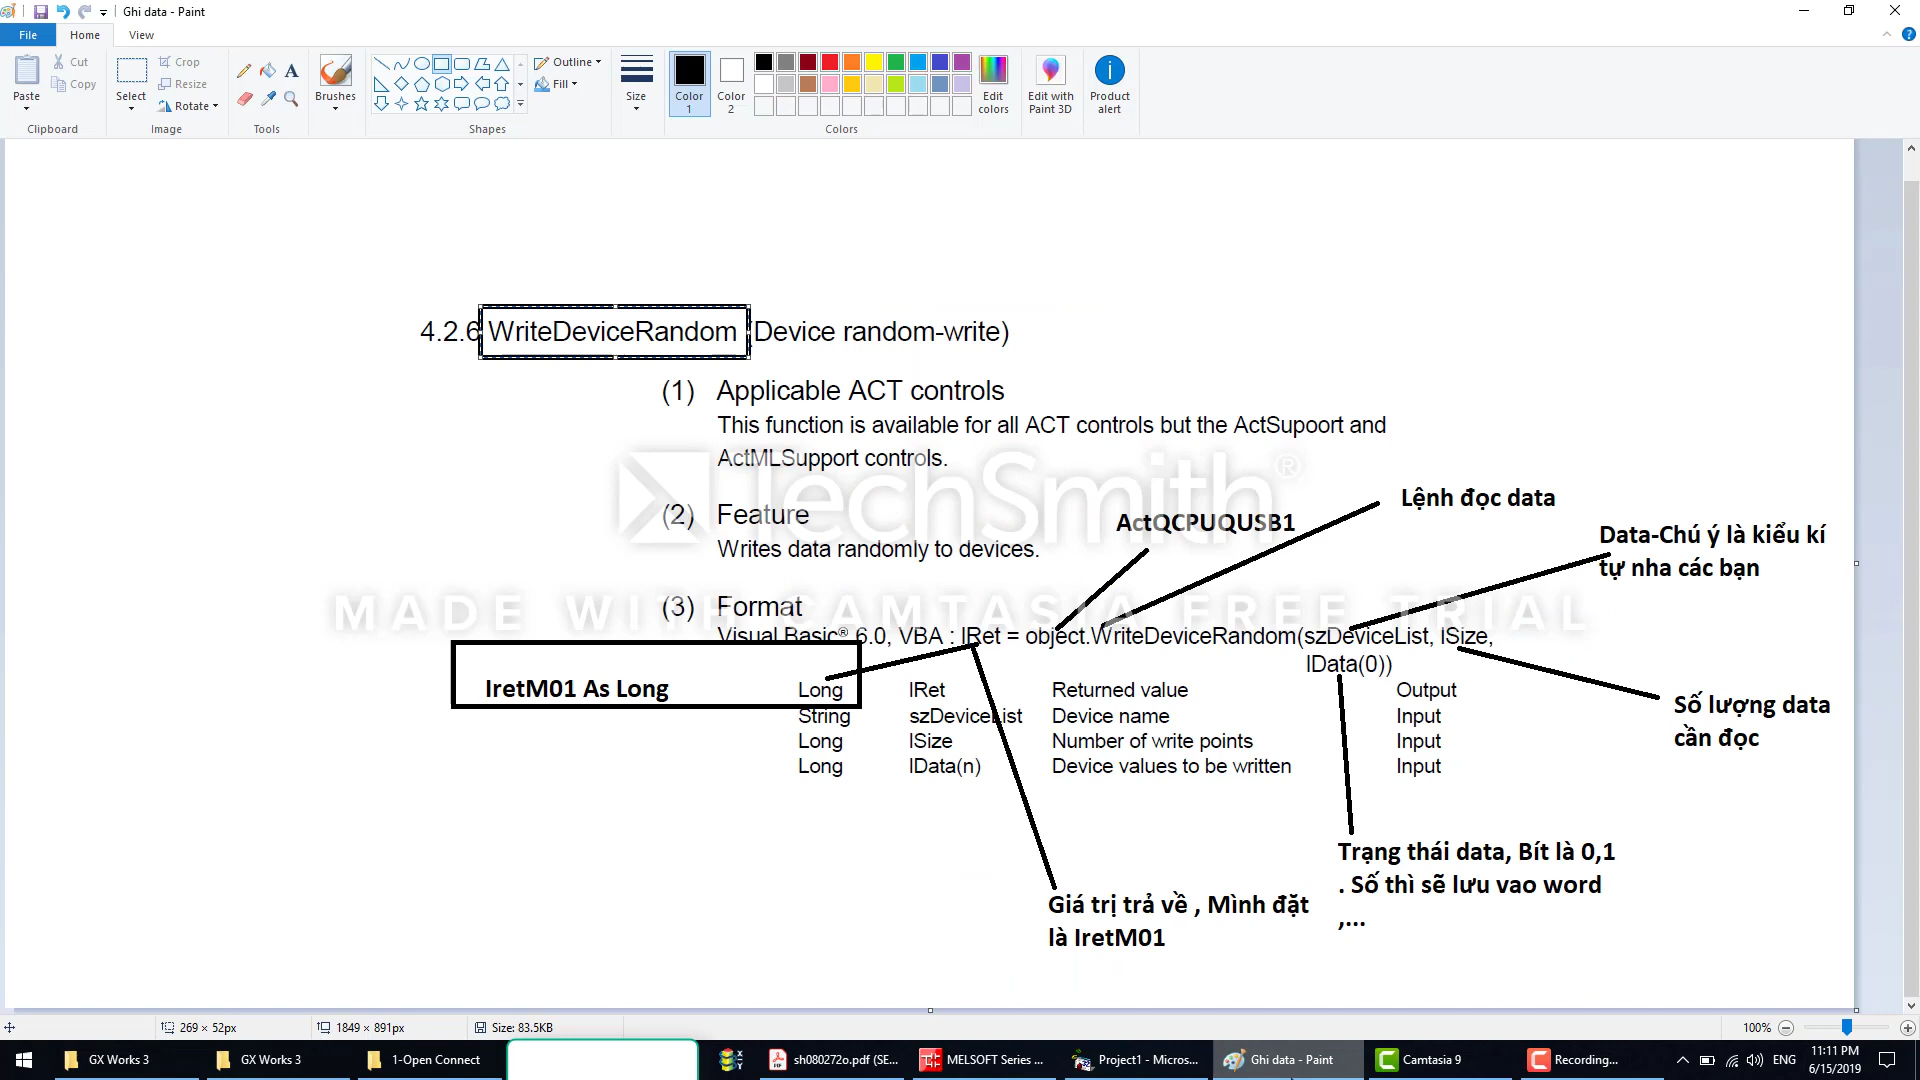 Ghi data - Paint
File
Home
View
Paste
Cut
Copy
Clipboard
Select
Crop
Resize
Rotate
Image
A
Tools
Brushes
Shapes
Outline
Fill
Size
Color
1
Color
2
Colors
Edit
colors
Edit with
Paint 3D
Product
alert
4.2.6 WriteDeviceRandom (Device random-write)
(1) Applicable ACT controls
This function is available for all ACT controls but the ActSupoort and
ActMLSupport controls.
TechSmith®
(2) Feature
Writes data randomly to devices.
ActQCPUQUSB1
Lệnh đọc data
Data-Chú ý là kiểu kí
tự nha các bạn
MADE WITH CAMTASIA FREE TRIAL
(3) Format
Visual Basic® 6.0, VBA : lRet = object.WriteDeviceRandom(szDeviceList, lSize,
lData(0))
IretM01 As Long
Long lRet Returned value Output
String szDeviceList Device name Input
Long lSize Number of write points Input
Long lData(n) Device values to be written Input
Số lượng data
cần đọc
Trạng thái data, Bít là 0,1
. Số thì sẽ lưu vao word
,...
Giá trị trả về , Mình đặt
là IretM01
269 × 52px
1849 × 891px
Size: 83.5KB
100%
GX Works 3
GX Works 3
1-Open Connect
sh080272o.pdf (SE...
MELSOFT Series ...
Project1 - Micros...
Ghi data - Paint
Camtasia 9
Recording...
ENG
11:11 PM
6/15/2019